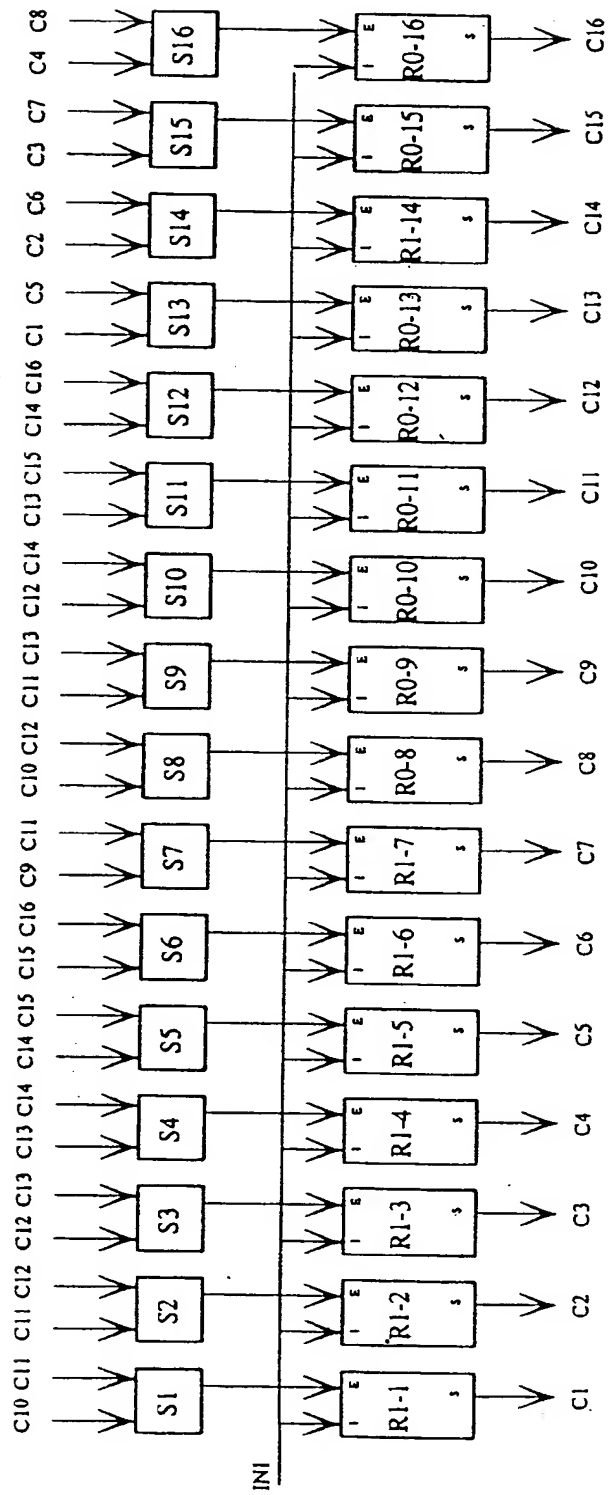 C10 C11 C11 C12 C12 C13 C13 C14 C14 C15 C15 C16 C9 C11 C10 C12 C11 C13 C12 C14 C13 C15 C14 C16 C1 C5 C2 C6 C3 C7 C4 C8
S1 S2 S3 S4 S5 S6 S7 S8 S9 S10 S11 S12 S13 S14 S15 S16
IN1
I E I E I E I E I E I E I E I E I E I E I E I E I E I E I E I E
R1-1 R1-2 R1-3 R1-4 R1-5 R1-6 R1-7 R0-8 R0-9 R0-10 R0-11 R0-12 R0-13 R1-14 R0-15 R0-16
S S S S S S S S S S S S S S S S
C1 C2 C3 C4 C5 C6 C7 C8 C9 C10 C11 C12 C13 C14 C15 C16